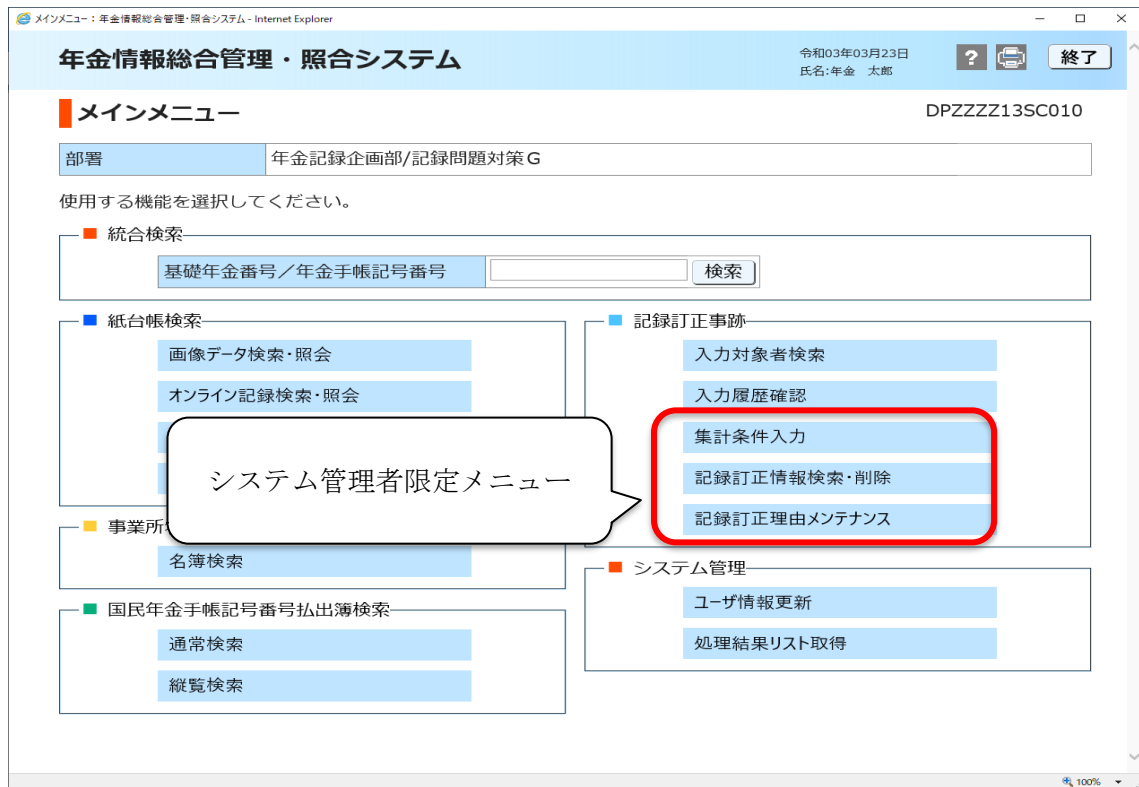 メインメニュー：年金情報総合管理・照合システム - Internet Explorer
年金情報総合管理・照合システム
令和03年03月23日
氏名:年金　太郎
?
終了
メインメニュー
DPZZZZ13SC010
部署
年金記録企画部/記録問題対策G
使用する機能を選択してください。
統合検索
基礎年金番号／年金手帳記号番号
検索
紙台帳検索
画像データ検索・照会
オンライン記録検索・照会
システム管理者限定メニュー
事業所
名簿検索
国民年金手帳記号番号払出簿検索
通常検索
縦覧検索
記録訂正事跡
入力対象者検索
入力履歴確認
集計条件入力
記録訂正情報検索・削除
記録訂正理由メンテナンス
システム管理
ユーザ情報更新
処理結果リスト取得
100%